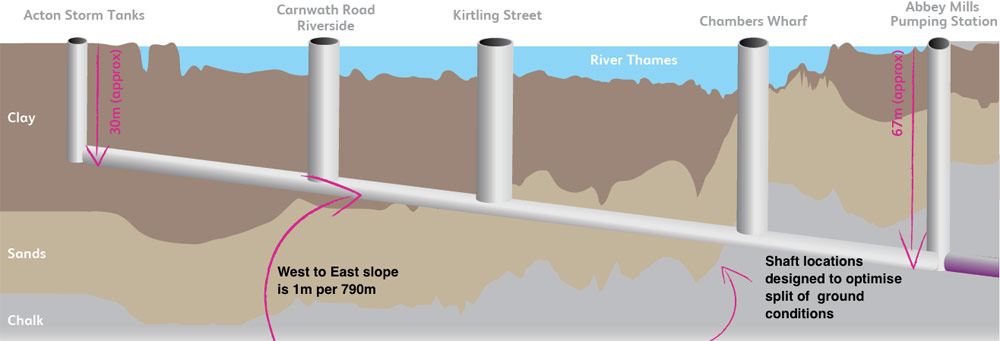 Acton Storm Tanks
Carnwath Road
Riverside
Kirtling Street
Chambers Wharf
Abbey Mills
Pumping Station
River Thames
30m (approx)
67m (approx)
Clay
Sands
Chalk
West to East slope
is 1m per 790m
Shaft locations
designed to optimise
split of ground
conditions